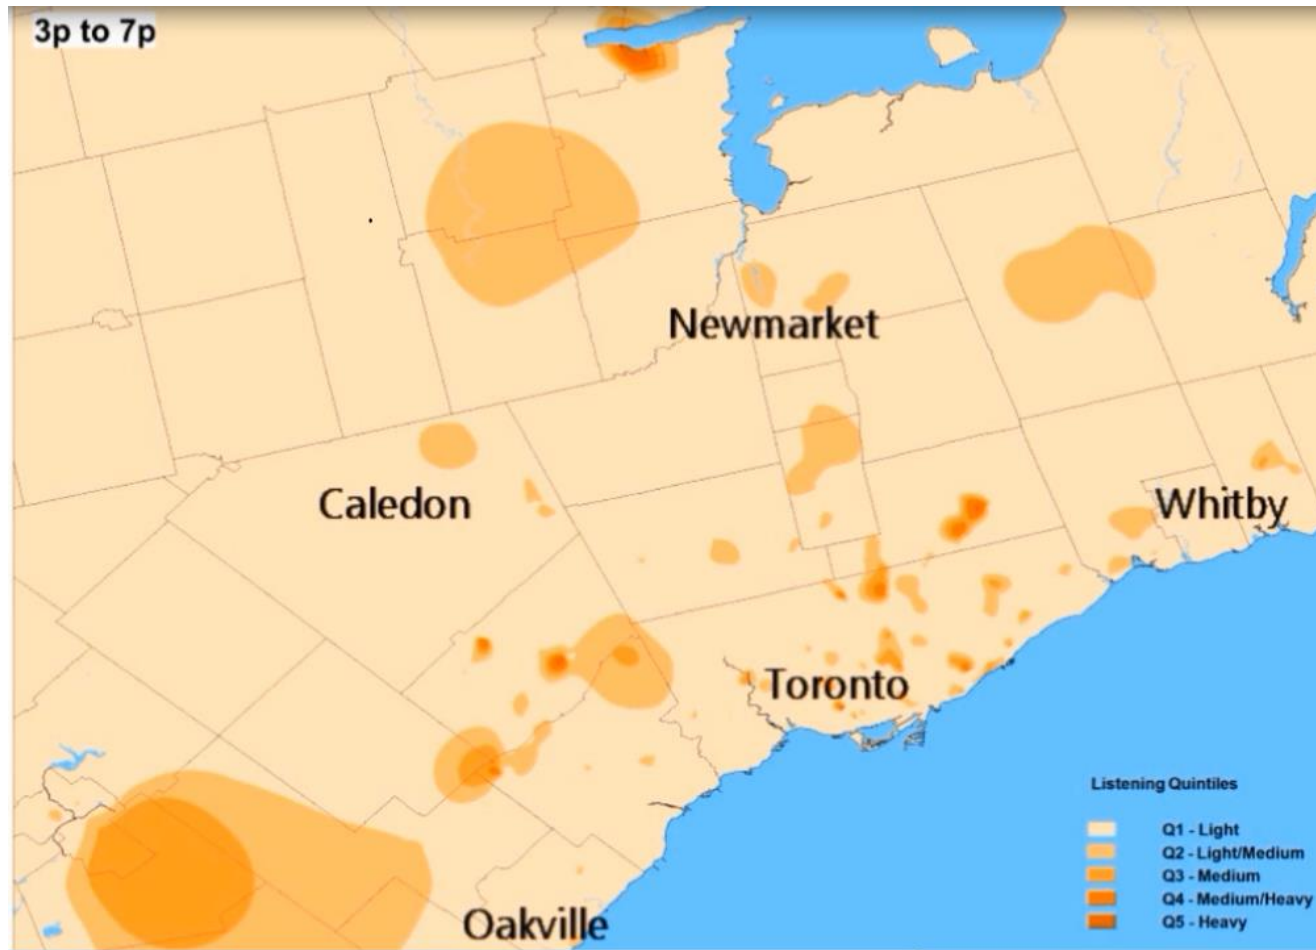 3p to 7p
Newmarket
Caledon
Whitby
Toronto
Oakville
Listening Quintiles
Q1 - Light
Q2 - Light/Medium
Q3 - Medium
Q4 - Medium/Heavy
Q5 - Heavy